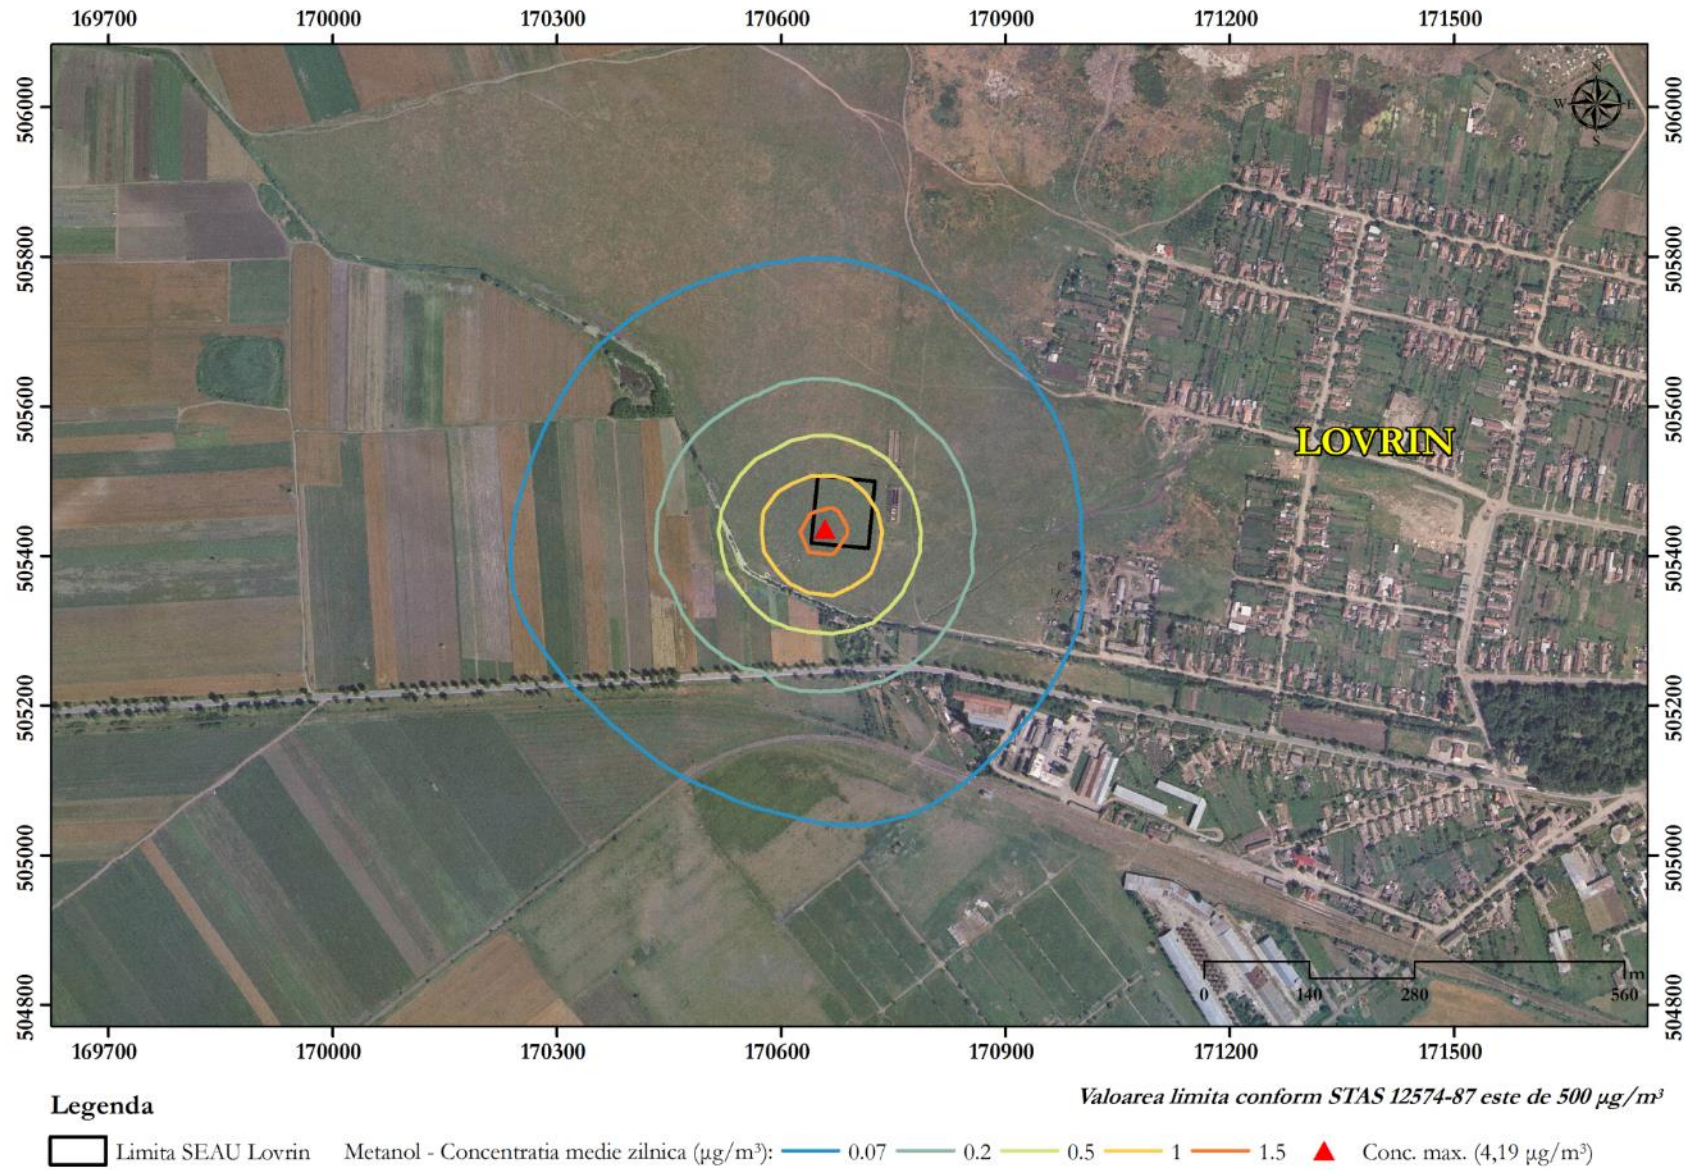 169700 170000 170300 170600 170900 171200 171500
506000 506000
N
W E
S
505800 505800
505600 505600
LOVRIN
505400 505400
505200 505200
505000 505000
504800 504800
m
0 140 280 560
169700 170000 170300 170600 170900 171200 171500
Valoarea limita conform STAS 12574-87 este de 500 µg/m³
Legenda
Limita SEAU Lovrin Metanol - Concentratia medie zilnica (µg/m³): 0.07 0.2 0.5 1 1.5 Conc. max. (4,19 µg/m³)